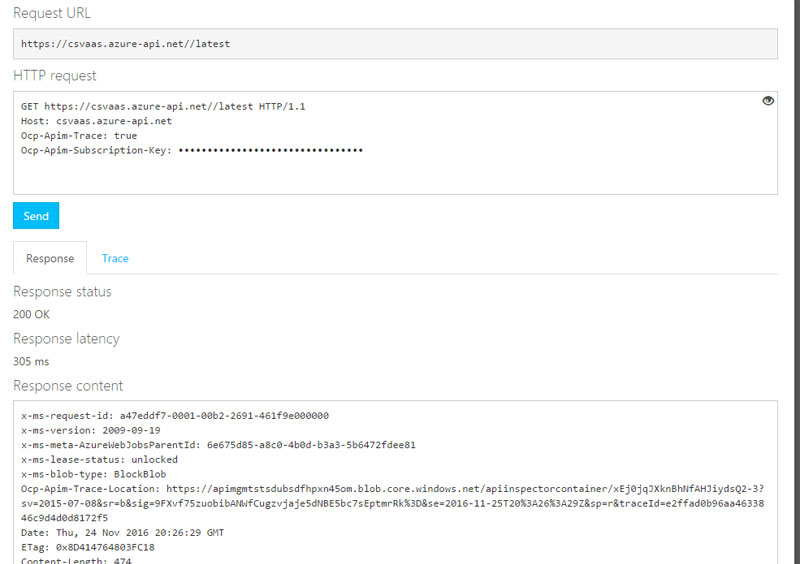 Request URL
https://csvaas.azure-api.net//latest
HTTP request
GET https://csvaas.azure-api.net//latest HTTP/1.1
Host: csvaas.azure-api.net
Ocp-Apim-Trace: true
Ocp-Apim-Subscription-Key: ••••••••••••••••••••••••••••••••
Send
Response Trace
Response status
200 OK
Response latency
305 ms
Response content
x-ms-request-id: a47eddf7-0001-00b2-2691-461f9e000000
x-ms-version: 2009-09-19
x-ms-meta-AzureWebJobsParentId: 6e675d85-a8c0-4b0d-b3a3-5b6472fdee81
x-ms-lease-status: unlocked
x-ms-blob-type: BlockBlob
Ocp-Apim-Trace-Location: https://apimgmtstsdubsdfhpxn45om.blob.core.windows.net/apiinspectorcontainer/xEj0jqJXknBhNfAHJiydsQ2-3?
sv=2015-07-08&sr=b&sig=9FXvf75zuobibANWfCugzvjaje5dNBE5bc7sEptmrRk%3D&se=2016-11-25T20%3A26%3A29Z&sp=r&traceId=e2ffad0b96aa46338
46c9d4d0d8172f5
Date: Thu, 24 Nov 2016 20:26:29 GMT
ETag: 0x8D414764803FC18
Content-Length: 474